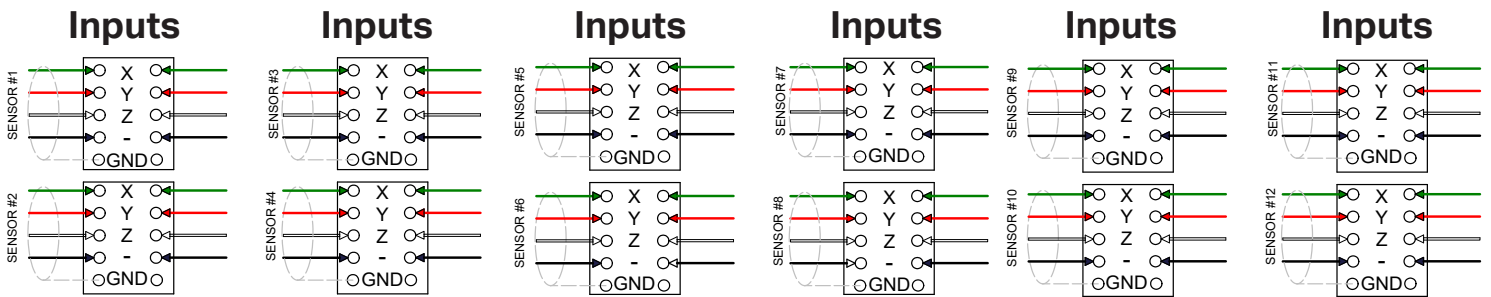 Inputs
SENSOR #1
X
Y
Z
-
GND
SENSOR #2
X
Y
Z
-
GND
Inputs
SENSOR #3
X
Y
Z
-
GND
SENSOR #4
X
Y
Z
-
GND
Inputs
SENSOR #5
X
Y
Z
-
GND
SENSOR #6
X
Y
Z
-
GND
Inputs
SENSOR #7
X
Y
Z
-
GND
SENSOR #8
X
Y
Z
-
GND
Inputs
SENSOR #9
X
Y
Z
-
GND
SENSOR #10
X
Y
Z
-
GND
Inputs
SENSOR #11
X
Y
Z
-
GND
SENSOR #12
X
Y
Z
-
GND